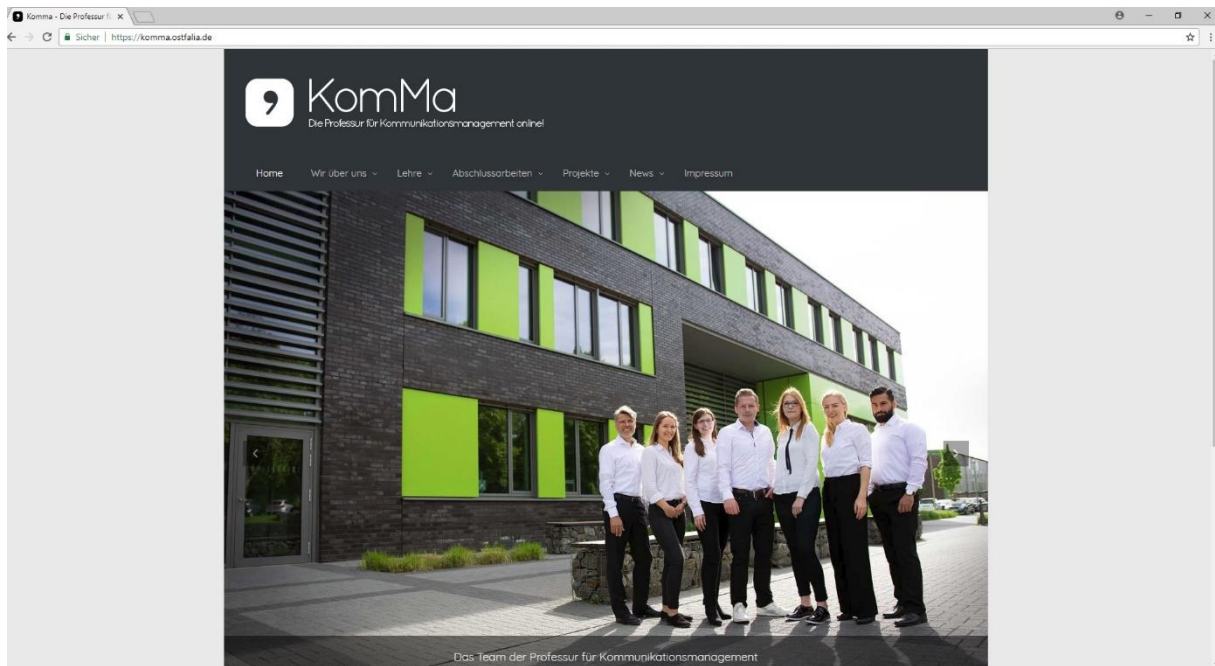 Komma - Die Professur f
Sicher | https://komma.ostfalia.de
KomMa
Die Professur für Kommunikationsmanagement online!
Home Wir über uns Lehre Abschlussarbeiten Projekte News Impressum
Das Team der Professur für Kommunikationsmanagement